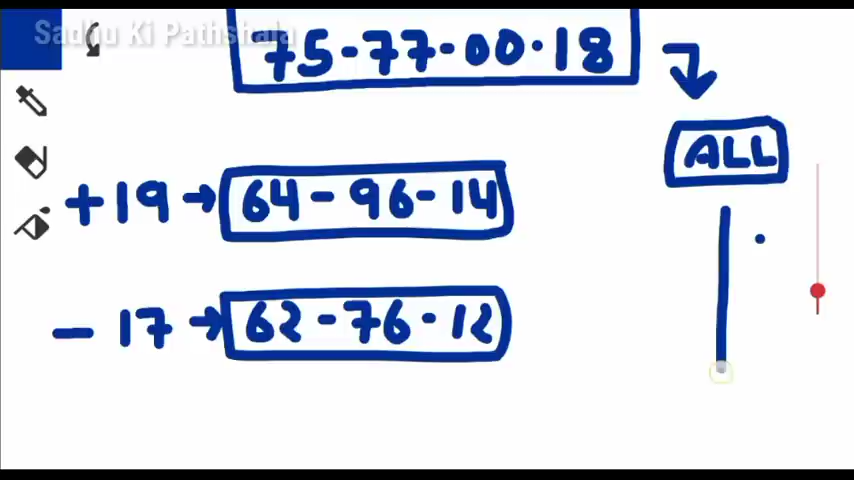 Sadhu Ki Pathshala
75-77-00.18
ALL
+19→64-96-14
-17→62-76-12